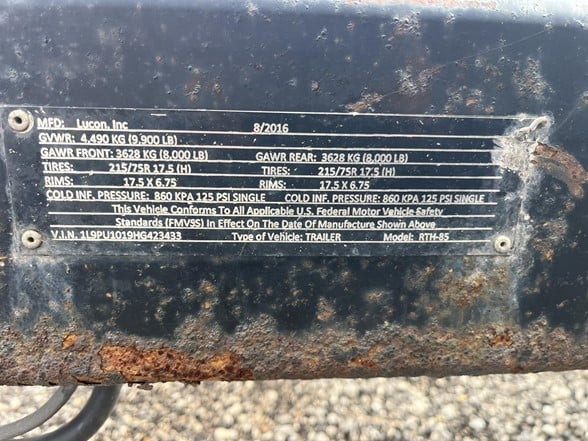 MFD: Lucon, Inc 8/2016
GVWR: 4,490 KG (9,900 LB)
GAWR FRONT: 3628 KG (8,000 LB) GAWR REAR: 3628 KG (8,000 LB)
TIRES: 215/75R 17.5 (H) TIRES: 215/75R 17.5 (H)
RIMS: 17.5 X 6.75 RIMS: 17.5 X 6.75
COLD INF. PRESSURE: 860 KPA 125 PSI SINGLE COLD INF. PRESSURE: 860 KPA 125 PSI SINGLE
This Vehicle Conforms To All Applicable U.S. Federal Motor Vehicle Safety
Standards (FMVSS) In Effect On The Date Of Manufacture Shown Above
V.I.N. 1L9PU1019HG423433 Type of Vehicle: TRAILER Model: RTH-85